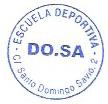 - ESCUELA DEPORTIVA -
DO.SA
C/ Santo Domingo Savio, 2